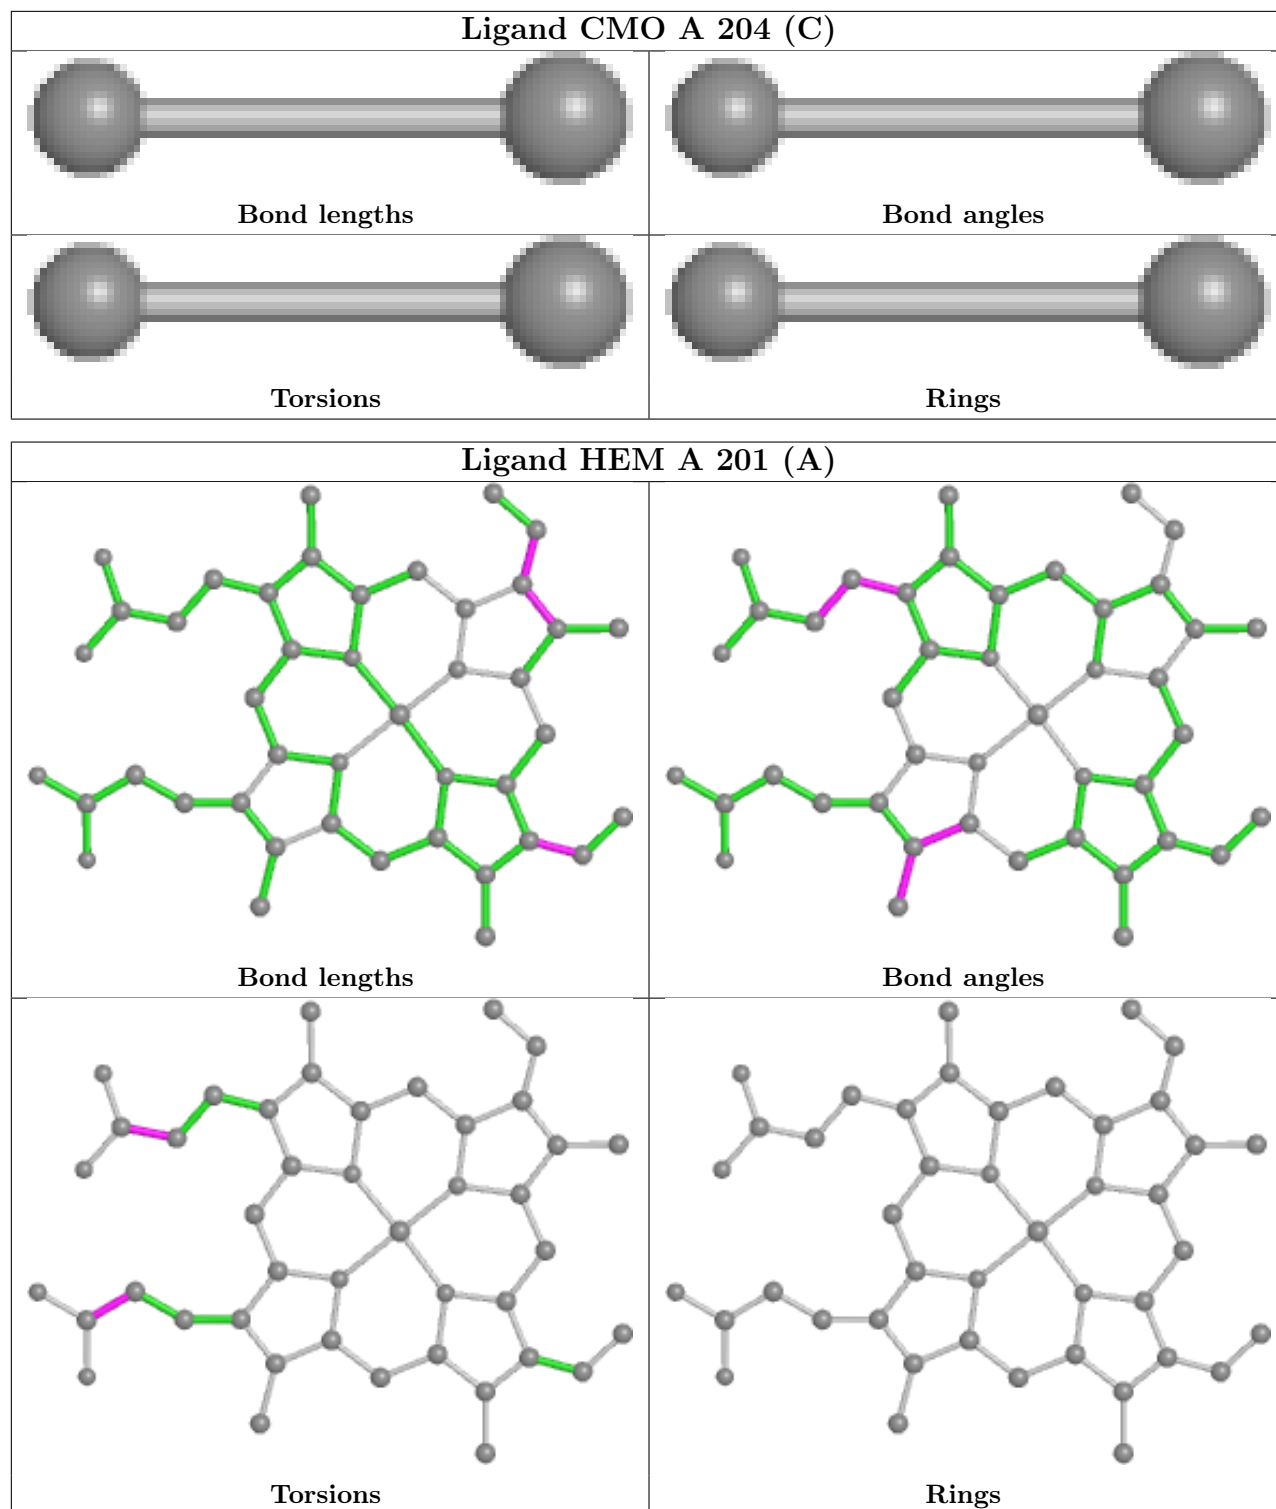 Ligand CMO A 204 (C)
Bond lengths
Bond angles
Torsions
Rings
Ligand HEM A 201 (A)
Bond lengths
Bond angles
Torsions
Rings